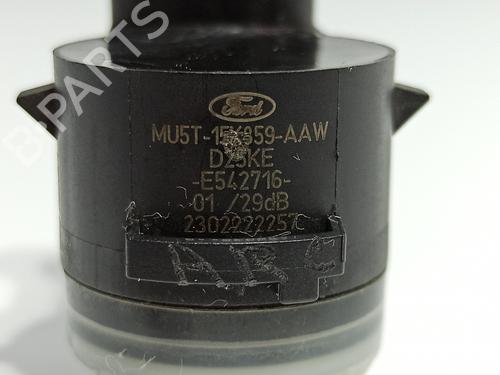 Ford
MU5T-15K859-AAW
D25KE
-E542716-
01 /29dB
2302222257
B-PARTS